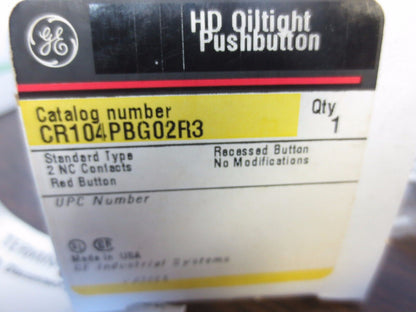 HD Oiltight
Pushbutton
Catalog number
CR104PBG02R3
Qty
1
Standard Type
2 NC Contacts
Red Button
Recessed Button
No Modifications
UPC Number
Made in USA
GE Industrial Systems